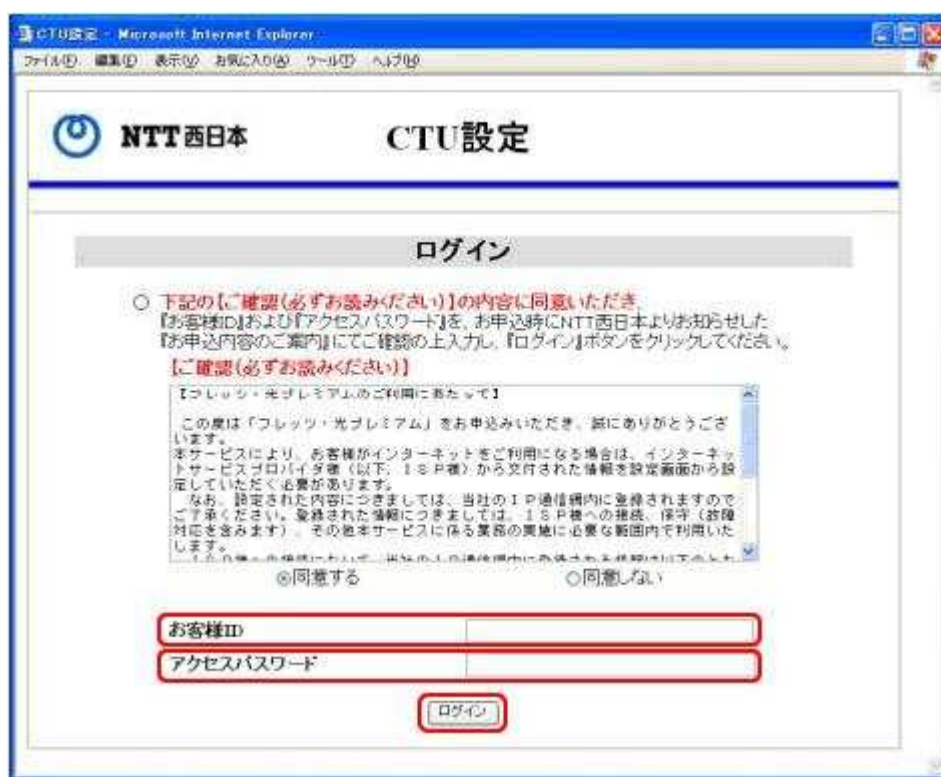 CTU設定 - Microsoft Internet Explorer
ファイル(F) 編集(E) 表示(V) お気に入り(A) ツール(T) ヘルプ(H)
NTT西日本 CTU設定
ログイン
○ 下記の【ご確認(必ずお読みください)】の内容に同意いただき
『お客様ID』および『アクセスパスワード』を、お申込時にNTT西日本よりお知らせした
『お申込内容のご案内』にてご確認の上入力し、『ログイン』ボタンをクリックしてください。
【ご確認(必ずお読みください)】
【フレッツ・光プレミアムのご利用にあたって】
この度は「フレッツ・光プレミアム」をお申込みいただき、誠にありがとうござ
います。
本サービスにより、お客様がインターネットをご利用になる場合は、インターネッ
トサービスプロバイダ様(以下、ISP様)から交付された情報を設定画面から設
定していただく必要があります。
なお、設定された内容につきましては、当社のIP通信網内に登録されますので
ご了承ください。登録された情報につきましては、ISP様への接続、保守(故障
対応を含みます)、その他本サービスに係る業務の実施に必要な範囲内で利用いた
します。
◉同意する ○同意しない
お客様ID
アクセスパスワード
ログイン